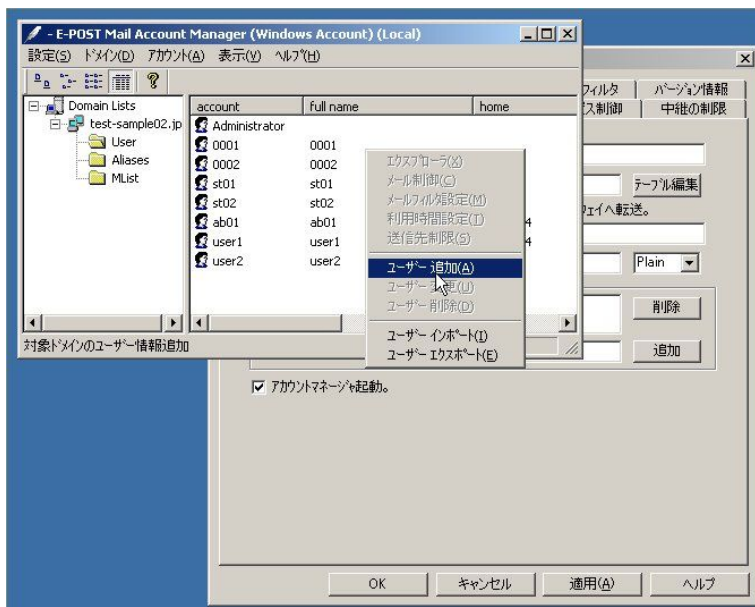 - E-POST Mail Account Manager (Windows Account) (Local)
設定(S) ドメイン(D) アカウント(A) 表示(V) ヘルプ(H)
Domain Lists
test-sample02.jp
User
Aliases
MList
account full name home
Administrator
0001 0001
0002 0002
st01 st01
st02 st02
ab01 ab01 4
user1 user1 4
user2 user2
エクスプローラ(X)
メール制御(C)
メールフィルタ設定(M)
利用時間設定(T)
送信先制限(S)
ユーザー 追加(A)
ユーザー 変更(U)
ユーザー 削除(D)
ユーザー インポート(I)
ユーザー エクスポート(E)
対象ドメインのユーザー情報追加
フィルタ バージョン情報
ス制御 中継の制限
テーブル編集
ウェイへ転送。
Plain
削除
追加
アカウントマネージャ起動。
OK キャンセル 適用(A) ヘルプ